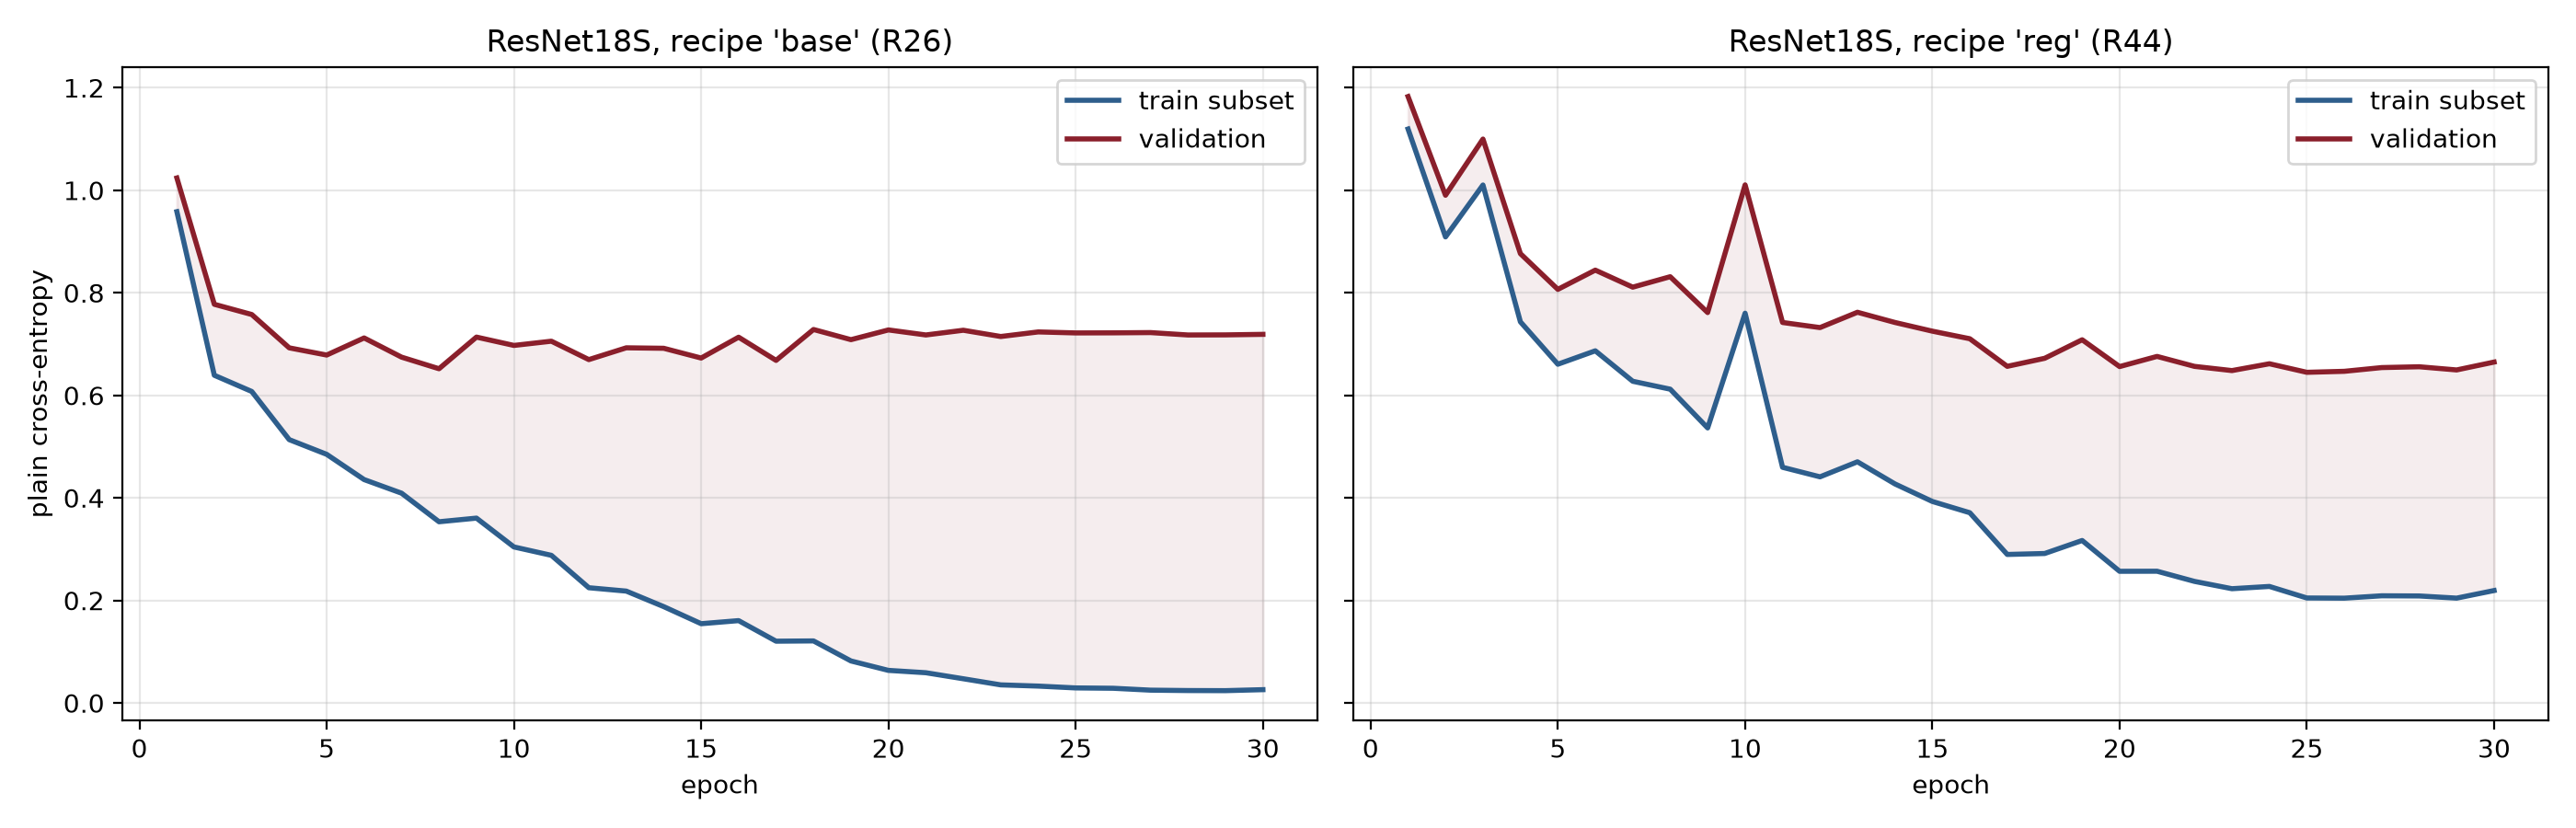 ResNet18S, recipe 'base' (R26)
plain cross-entropy
1.2
1.0
0.8
0.6
0.4
0.2
0.0
train subset
validation
0 5 10 15 20 25 30
epoch
ResNet18S, recipe 'reg' (R44)
train subset
validation
0 5 10 15 20 25 30
epoch